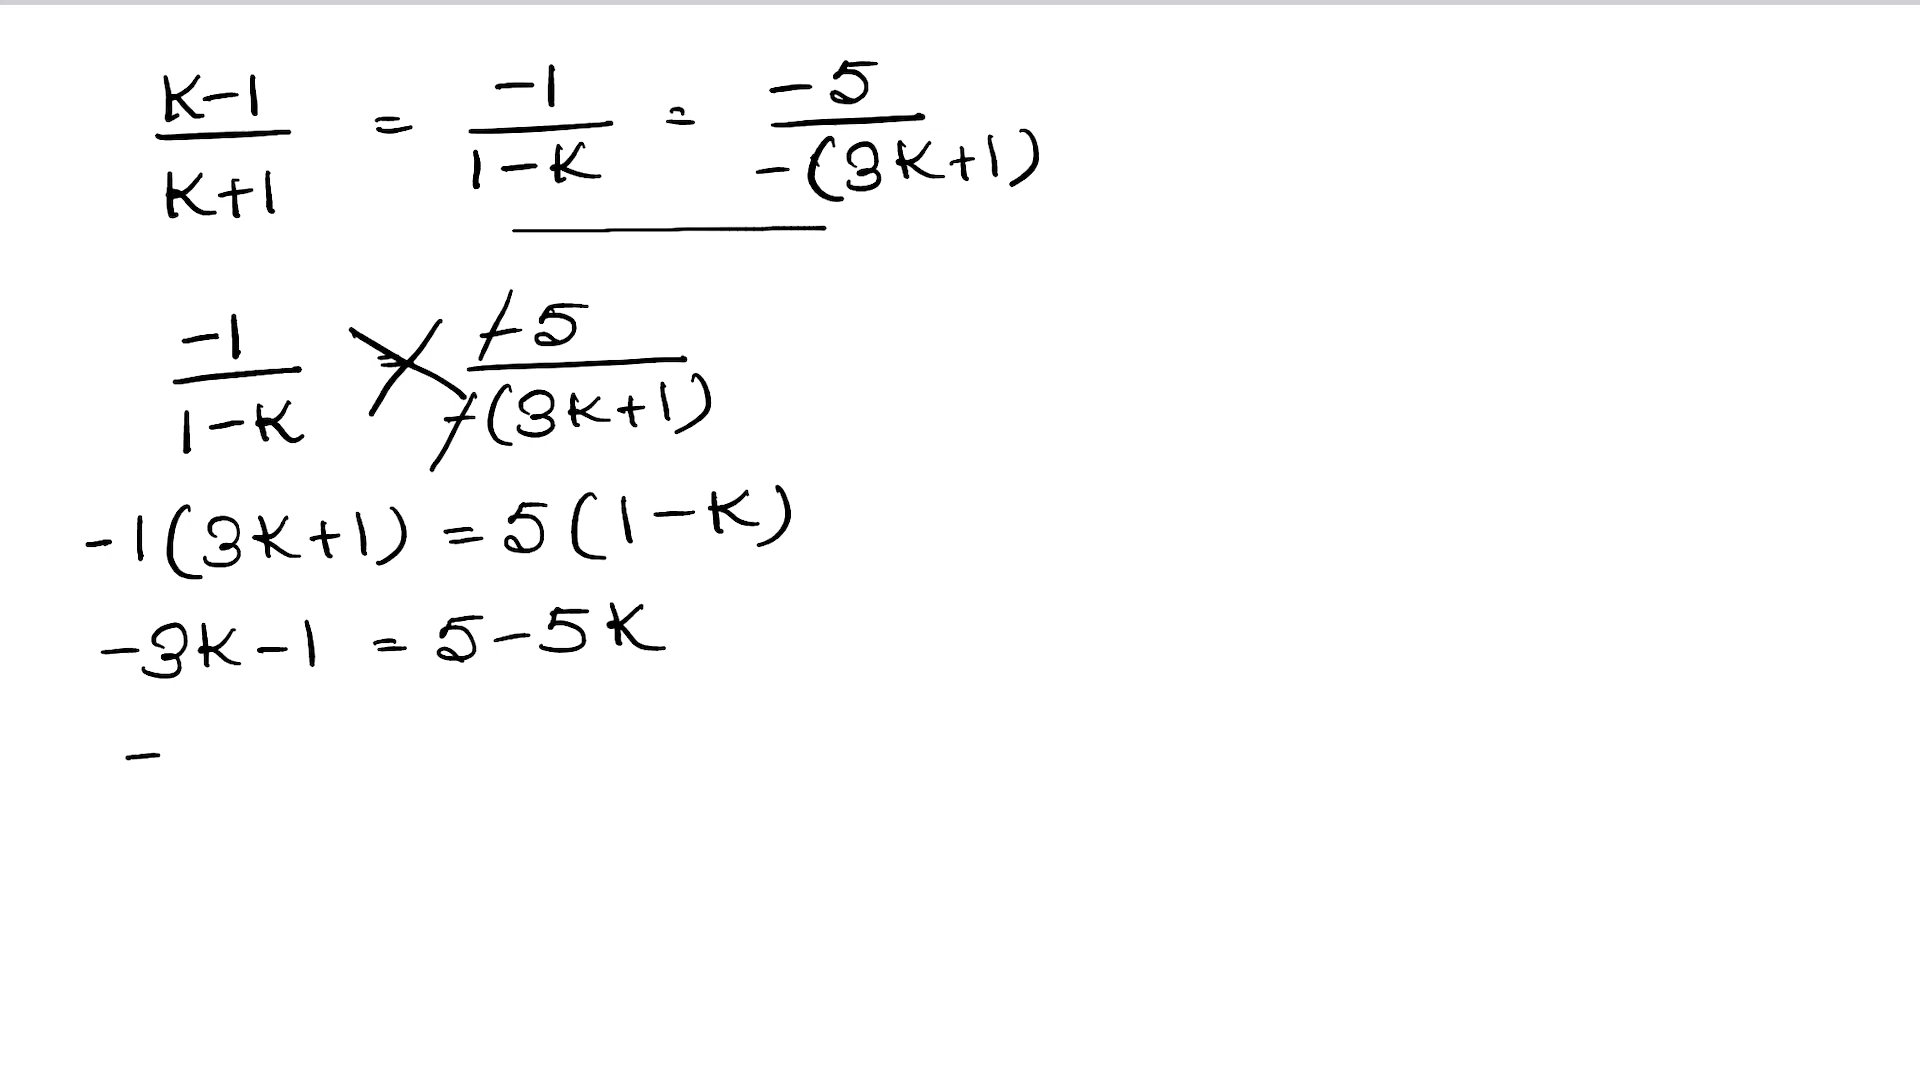 K-1/K+1 = -1/1-K = -5/-(3K+1)
-1/1-K = -5/-(3K+1)
-1(3K+1) = 5(1-K)
-3K-1 = 5-5K
-